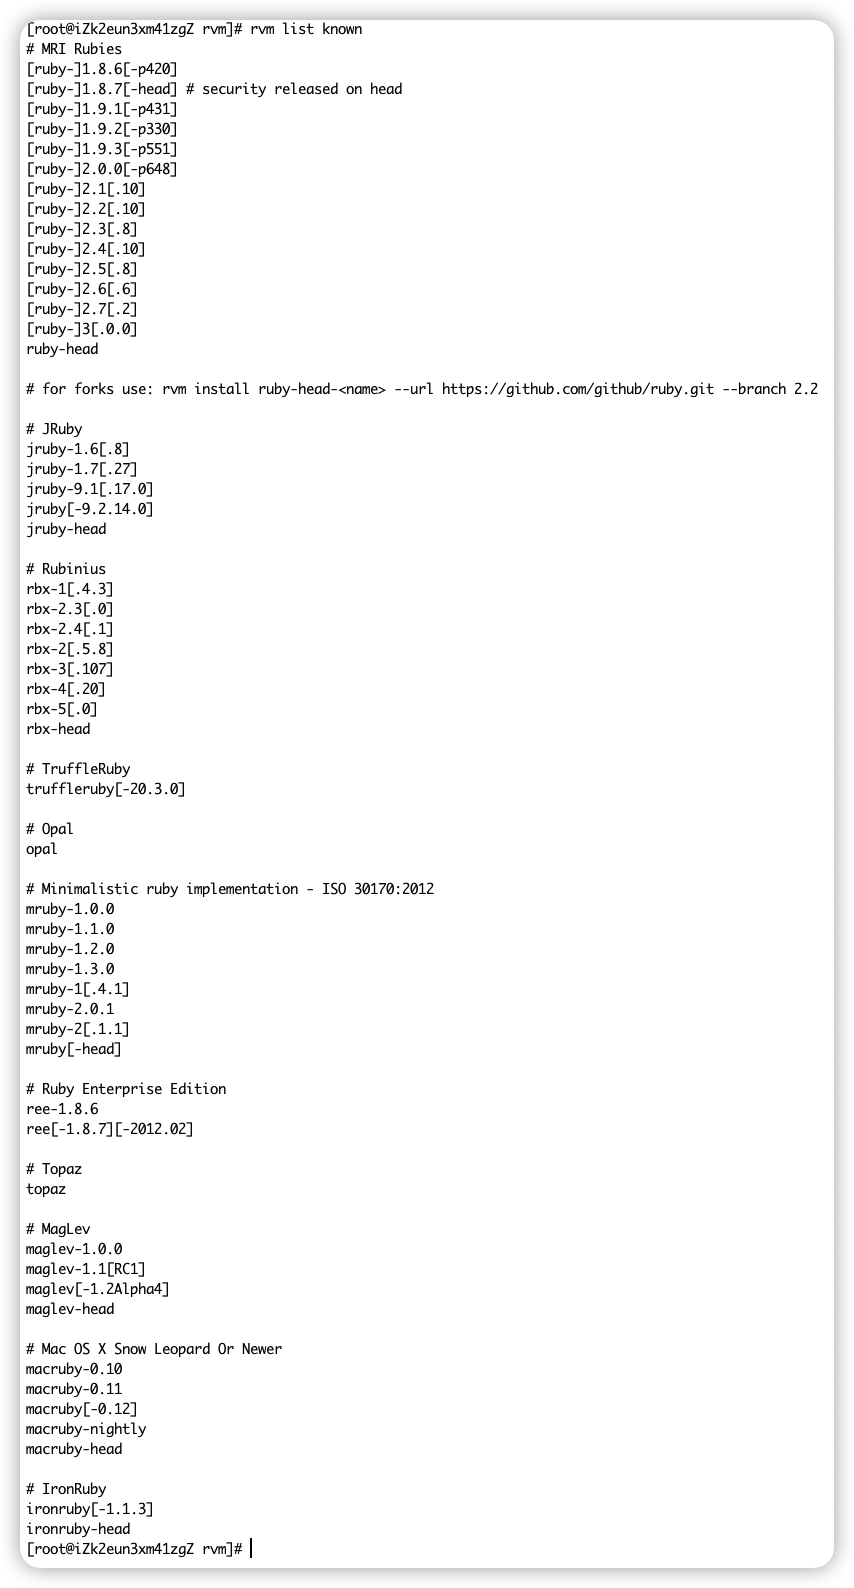 [root@iZk2eun3xm41zgZ rvm]# rvm list known
# MRI Rubies
[ruby-]1.8.6[-p420]
[ruby-]1.8.7[-head] # security released on head
[ruby-]1.9.1[-p431]
[ruby-]1.9.2[-p330]
[ruby-]1.9.3[-p551]
[ruby-]2.0.0[-p648]
[ruby-]2.1[.10]
[ruby-]2.2[.10]
[ruby-]2.3[.8]
[ruby-]2.4[.10]
[ruby-]2.5[.8]
[ruby-]2.6[.6]
[ruby-]2.7[.2]
[ruby-]3[.0.0]
ruby-head
# for forks use: rvm install ruby-head-<name> --url https://github.com/github/ruby.git --branch 2.2
# JRuby
jruby-1.6[.8]
jruby-1.7[.27]
jruby-9.1[.17.0]
jruby[-9.2.14.0]
jruby-head
# Rubinius
rbx-1[.4.3]
rbx-2.3[.0]
rbx-2.4[.1]
rbx-2[.5.8]
rbx-3[.107]
rbx-4[.20]
rbx-5[.0]
rbx-head
# TruffleRuby
truffleruby[-20.3.0]
# Opal
opal
# Minimalistic ruby implementation - ISO 30170:2012
mruby-1.0.0
mruby-1.1.0
mruby-1.2.0
mruby-1.3.0
mruby-1[.4.1]
mruby-2.0.1
mruby-2[.1.1]
mruby[-head]
# Ruby Enterprise Edition
ree-1.8.6
ree[-1.8.7][-2012.02]
# Topaz
topaz
# MagLev
maglev-1.0.0
maglev-1.1[RC1]
maglev[-1.2Alpha4]
maglev-head
# Mac OS X Snow Leopard Or Newer
macruby-0.10
macruby-0.11
macruby[-0.12]
macruby-nightly
macruby-head
# IronRuby
ironruby[-1.1.3]
ironruby-head
[root@iZk2eun3xm41zgZ rvm]#